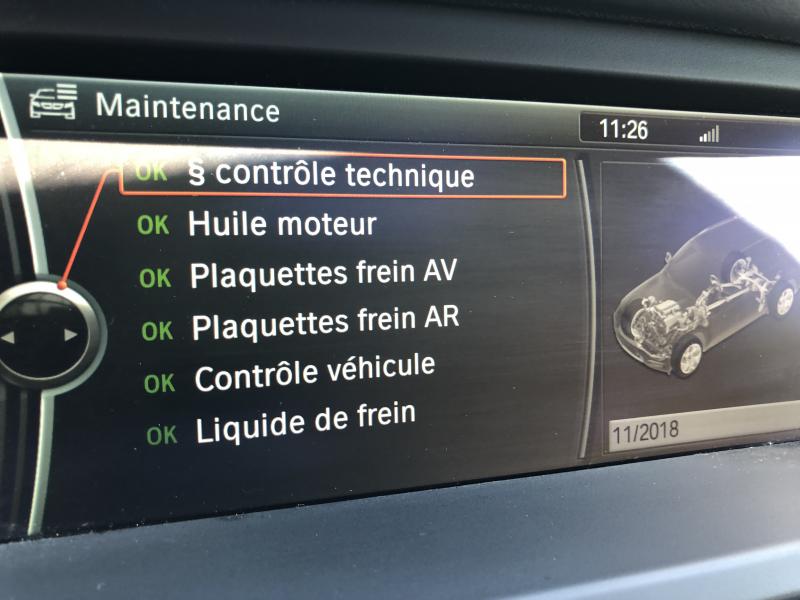 Maintenance
11:26
OK § contrôle technique
OK Huile moteur
OK Plaquettes frein AV
OK Plaquettes frein AR
OK Contrôle véhicule
OK Liquide de frein
11/2018